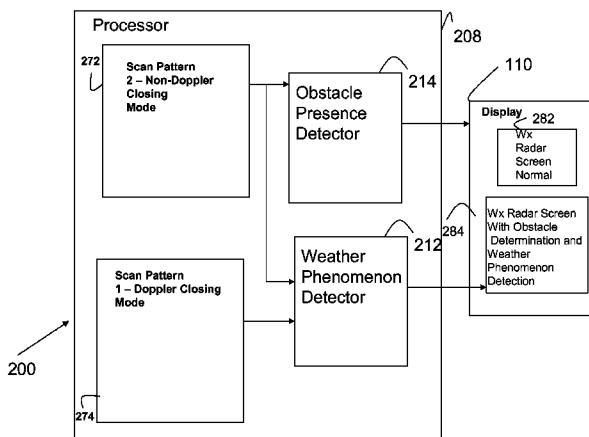 Processor
208
272
Scan Pattern
2 – Non-Doppler
Closing
Mode
214
Obstacle
Presence
Detector
110
Display
282
Wx
Radar
Screen
Normal
284
Wx Radar Screen
With Obstacle
Determination and
Weather
Phenomenon
Detection
212
Weather
Phenomenon
Detector
Scan Pattern
1 – Doppler Closing
Mode
200
274